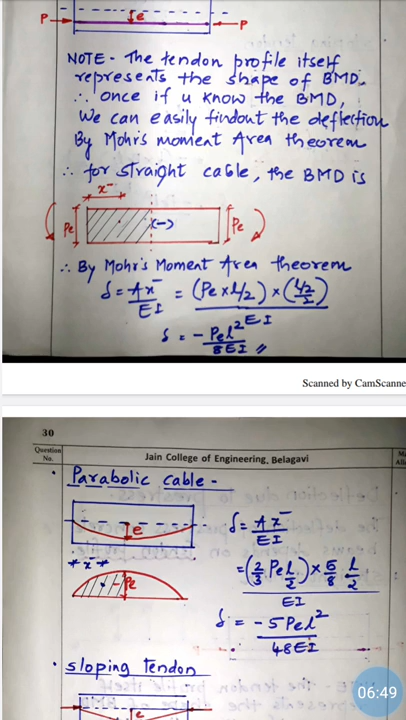 P e P
NOTE - The tendon profile itself
represents the shape of BMD.
∴ once if u know the BMD,
We can easily findout the deflection
By Mohr's moment Area theorem
∴ for straight cable, the BMD is
x̄
Pe (-) Pe
∴ By Mohr's Moment Area theorem
δ = Ax̄/EI = (Pe x L/2) x (L/2/2)/EI
δ = - Pel²/8EI //
Scanned by CamScanne
30
Question No.
Jain College of Engineering, Belagavi
Ma
All
• Parabolic cable -
e
δ = Ax̄/EI
x̄
Pe
= (2/3 Pe l/2) x 5/8 · l/2 / EI
δ = - 5Pel²/48EI
• sloping tendon
e
06:49